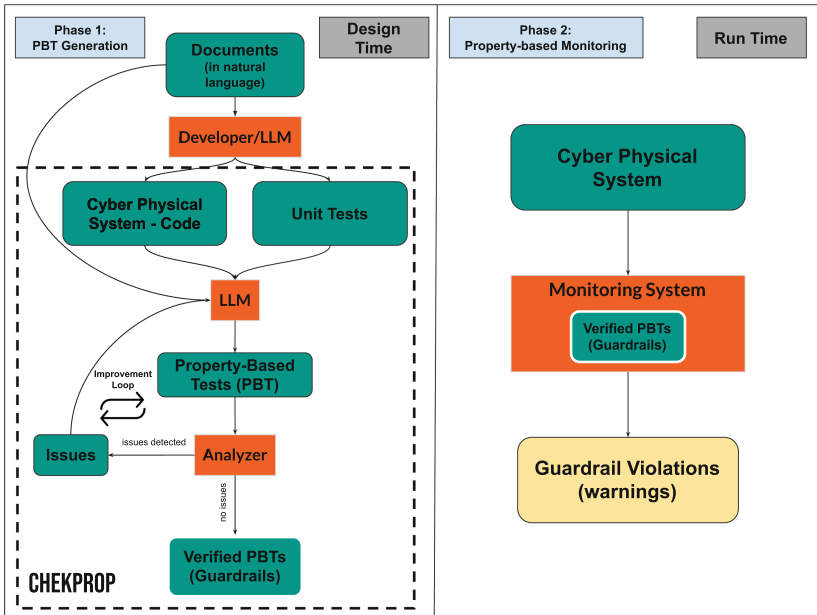 Phase 1:
PBT Generation
Design
Time
Documents
(in natural
language)
Developer/LLM
Cyber Physical
System - Code
Unit Tests
LLM
Property-Based
Tests (PBT)
Improvement
Loop
Issues
issues detected
Analyzer
no issues
Verified PBTs
(Guardrails)
CHEKPROP
Phase 2:
Property-based Monitoring
Run Time
Cyber Physical
System
Monitoring System
Verified PBTs
(Guardrails)
Guardrail Violations
(warnings)